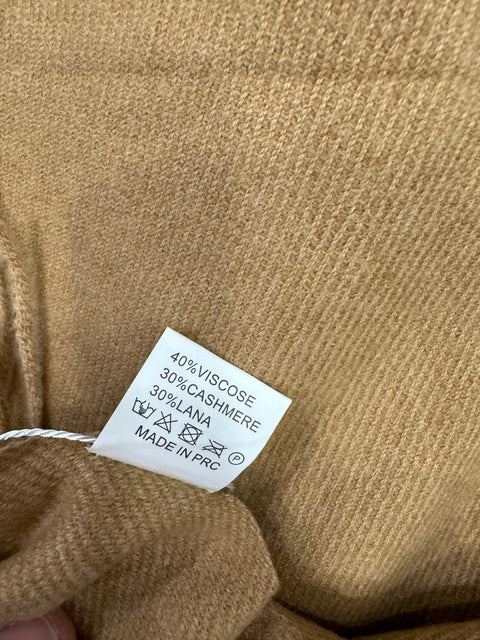 40%VISCOSE
30%CASHMERE
30%LANA
P
MADE IN PRC